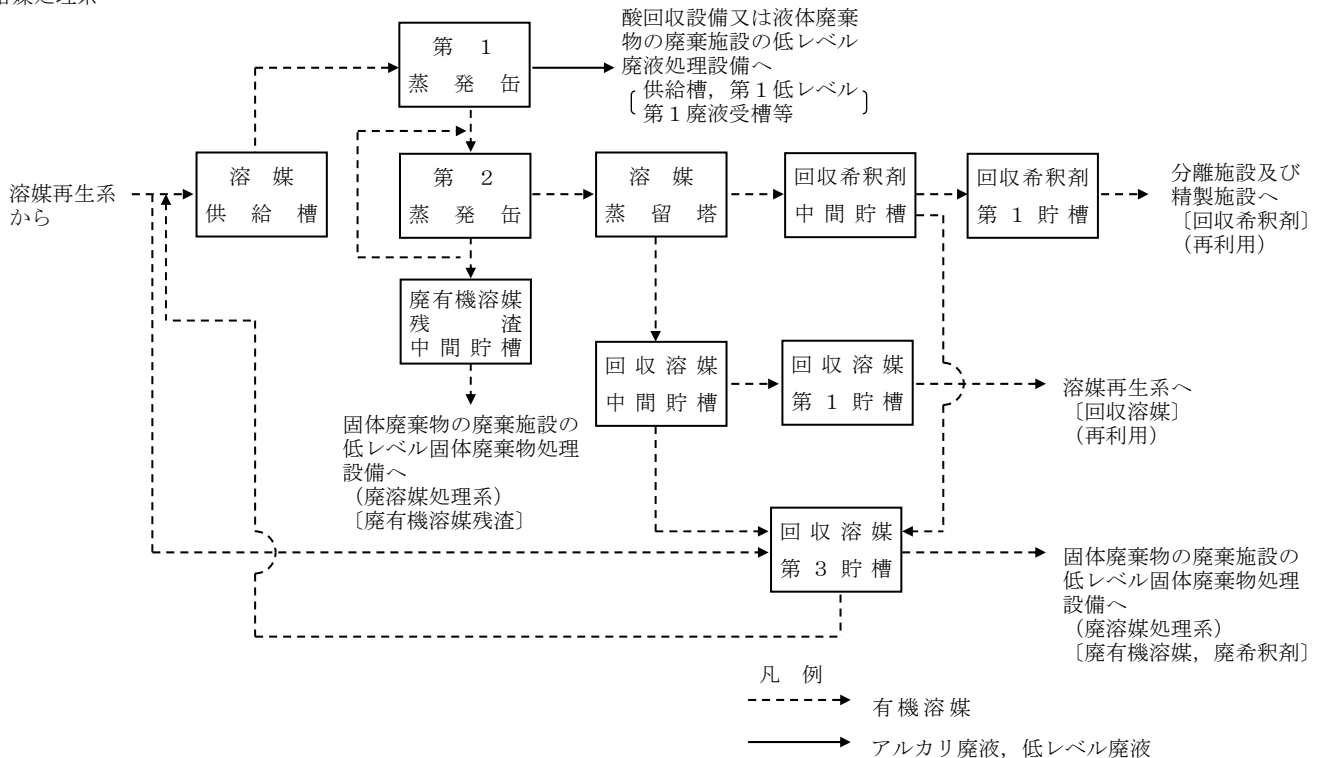 溶媒処理系
第　１
蒸　発　缶
酸回収設備又は液体廃棄
物の廃棄施設の低レベル
廃液処理設備へ
供給槽，第１低レベル
第１廃液受槽等
溶媒再生系
から
溶　媒
供　給　槽
第　２
蒸　発　缶
溶　媒
蒸　留　塔
回収希釈剤
中間貯槽
回収希釈剤
第１貯槽
分離施設及び
精製施設へ
〔回収希釈剤〕
（再利用）
廃有機溶媒
残　　　渣
中間貯槽
回収溶媒
中間貯槽
回収溶媒
第１貯槽
溶媒再生系へ
〔回収溶媒〕
（再利用）
固体廃棄物の廃棄施設の
低レベル固体廃棄物処理
設備へ
（廃溶媒処理系）
〔廃有機溶媒残渣〕
回収溶媒
第３貯槽
固体廃棄物の廃棄施設の
低レベル固体廃棄物処理
設備へ
（廃溶媒処理系）
〔廃有機溶媒，廃希釈剤〕
凡　例
有機溶媒
アルカリ廃液，低レベル廃液